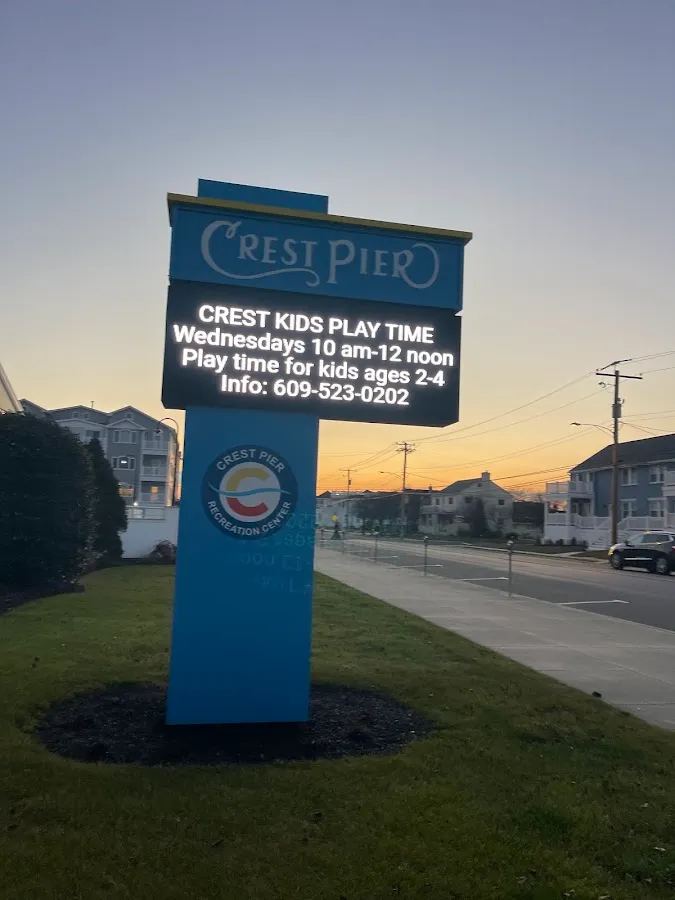 CREST PIER
CREST KIDS PLAY TIME
Wednesdays 10 am-12 noon
Play time for kids ages 2-4
Info: 609-523-0202
CREST PIER
RECREATION CENTER